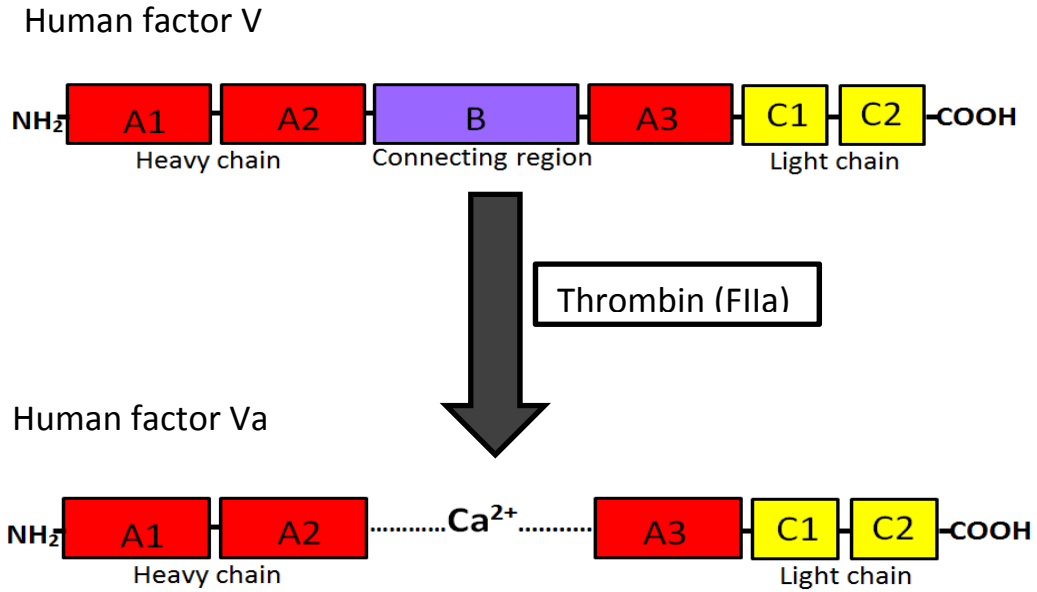 Human factor V
NH₂ A1 A2 B A3 C1 C2 COOH
Heavy chain Connecting region Light chain
Thrombin (FIIa)
Human factor Va
NH₂ A1 A2 ...........Ca²⁺........... A3 C1 C2 COOH
Heavy chain Light chain